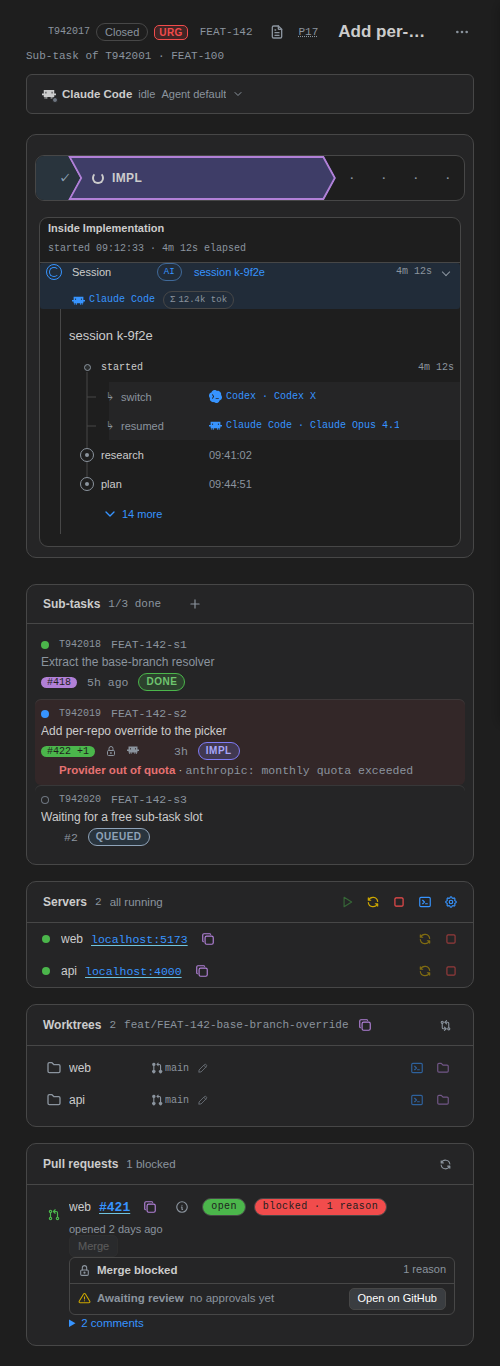 T942017 Closed URG FEAT-142 P17 Add per-… ···
Sub-task of T942001 · FEAT-100
Claude Code idle Agent default
✓ IMPL · · · ·
Inside Implementation
started 09:12:33 · 4m 12s elapsed
Session AI session k-9f2e 4m 12s
Claude Code Σ 12.4k tok
session k-9f2e
started 4m 12s
↳ switch Codex · Codex X
↳ resumed Claude Code · Claude Opus 4.1
research 09:41:02
plan 09:44:51
14 more
Sub-tasks 1/3 done +
T942018 FEAT-142-s1
Extract the base-branch resolver
#418 5h ago DONE
T942019 FEAT-142-s2
Add per-repo override to the picker
#422 +1 3h IMPL
Provider out of quota · anthropic: monthly quota exceeded
T942020 FEAT-142-s3
Waiting for a free sub-task slot
#2 QUEUED
Servers 2 all running
web localhost:5173
api localhost:4000
Worktrees 2 feat/FEAT-142-base-branch-override
web main
api main
Pull requests 1 blocked
web #421 open blocked · 1 reason
opened 2 days ago
Merge
Merge blocked 1 reason
Awaiting review no approvals yet Open on GitHub
2 comments